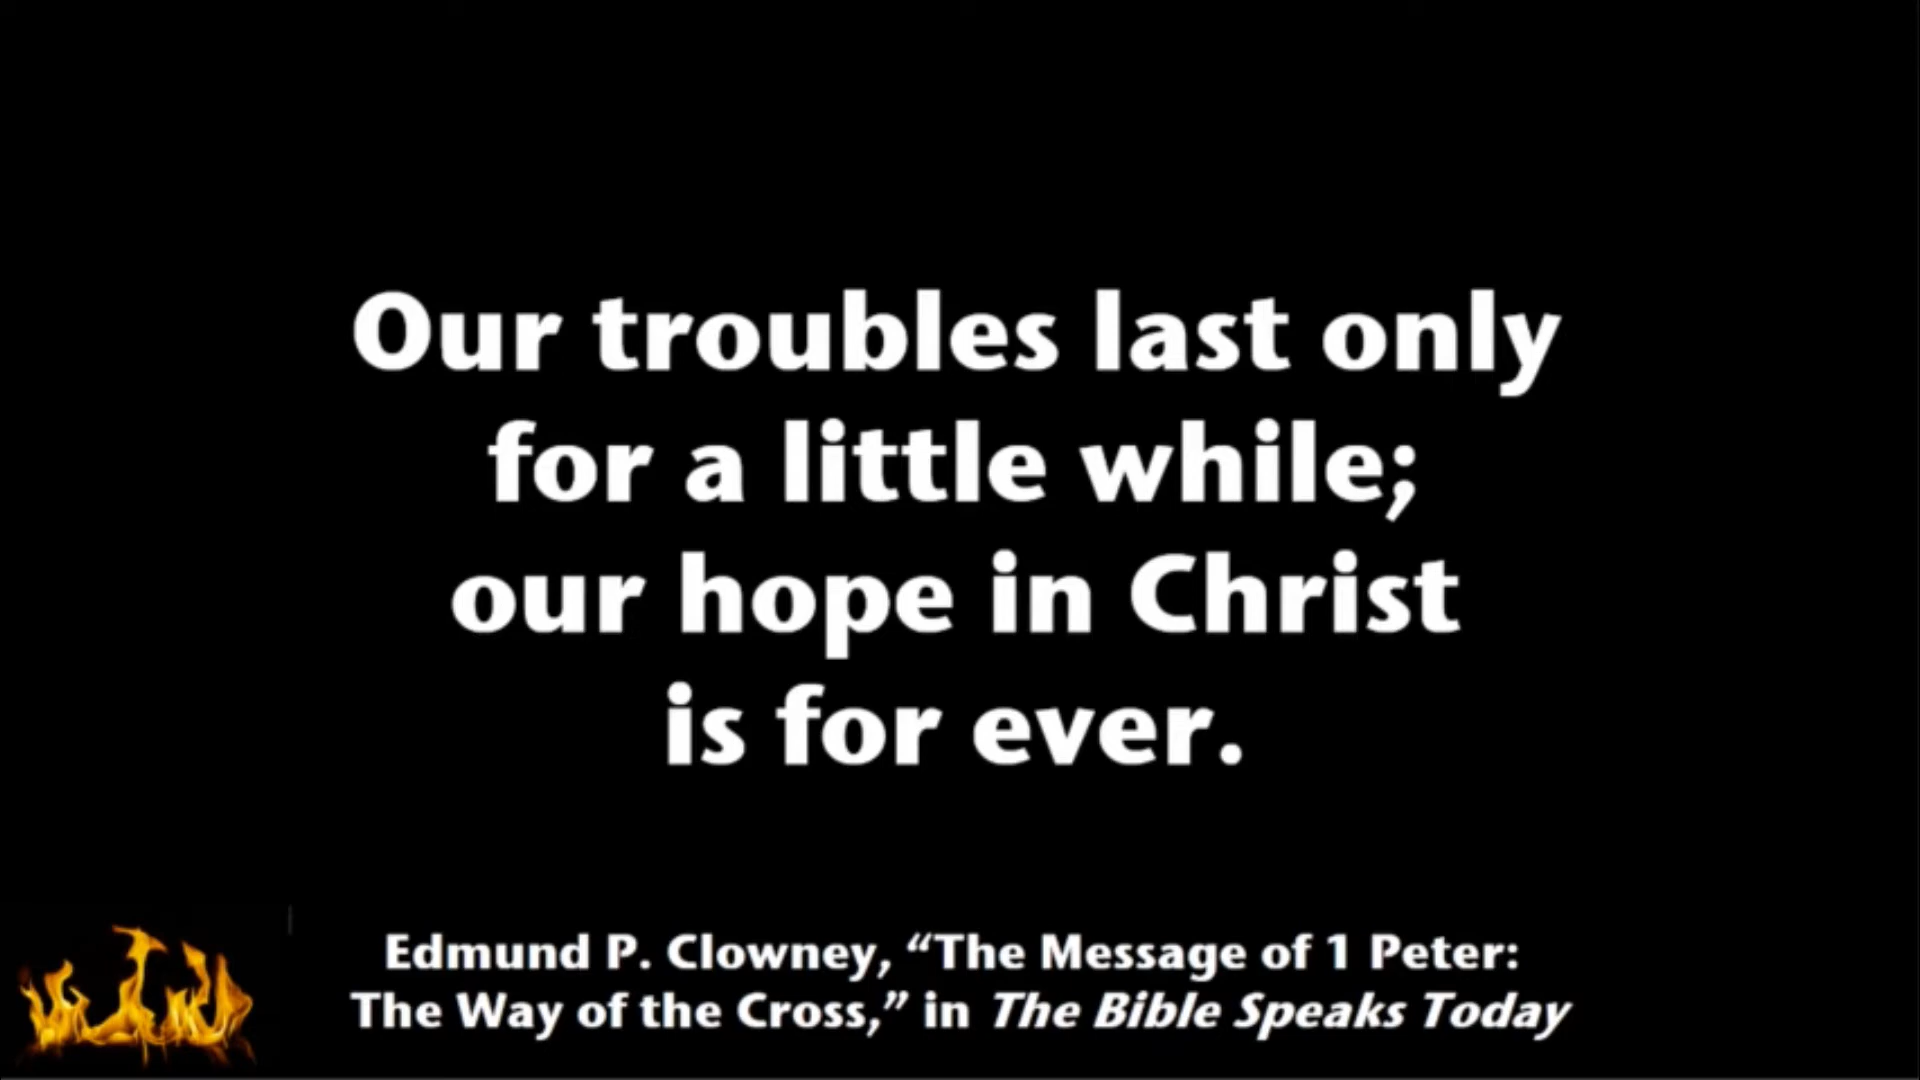 Our troubles last only
for a little while;
our hope in Christ
is for ever.
Edmund P. Clowney, “The Message of 1 Peter:
The Way of the Cross,” in The Bible Speaks Today